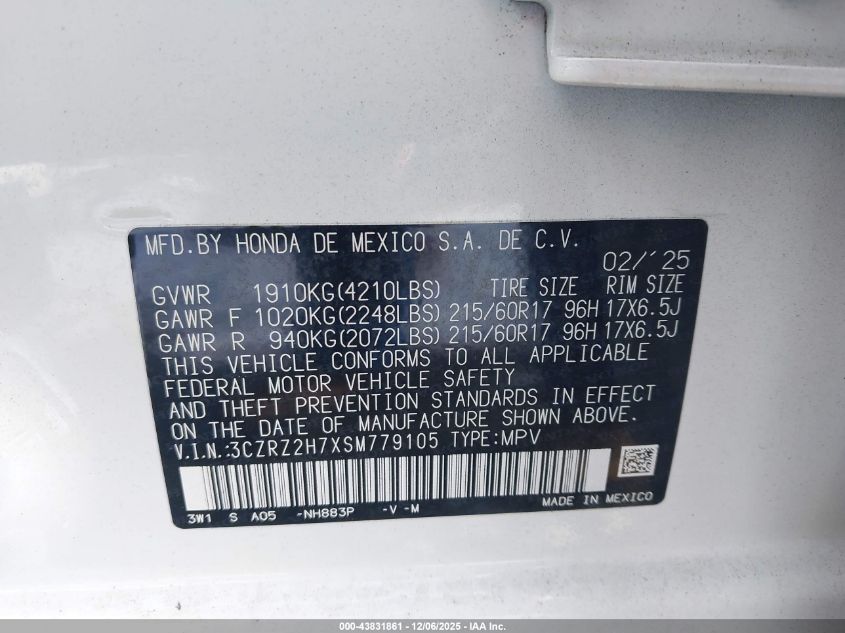 MFD.BY HONDA DE MEXICO S.A. DE C.V.
02/'25
GVWR 1910KG(4210LBS) TIRE SIZE RIM SIZE
GAWR F 1020KG(2248LBS) 215/60R17 96H 17X6.5J
GAWR R 940KG(2072LBS) 215/60R17 96H 17X6.5J
THIS VEHICLE CONFORMS TO ALL APPLICABLE
FEDERAL MOTOR VEHICLE SAFETY
AND THEFT PREVENTION STANDARDS IN EFFECT
ON THE DATE OF MANUFACTURE SHOWN ABOVE.
V.I.N.:3CZRZ2H7XSM779105 TYPE:MPV
3W1 S A05 -NH883P -V -M MADE IN MEXICO
000-43831861 - 12/06/2025 - IAA Inc.